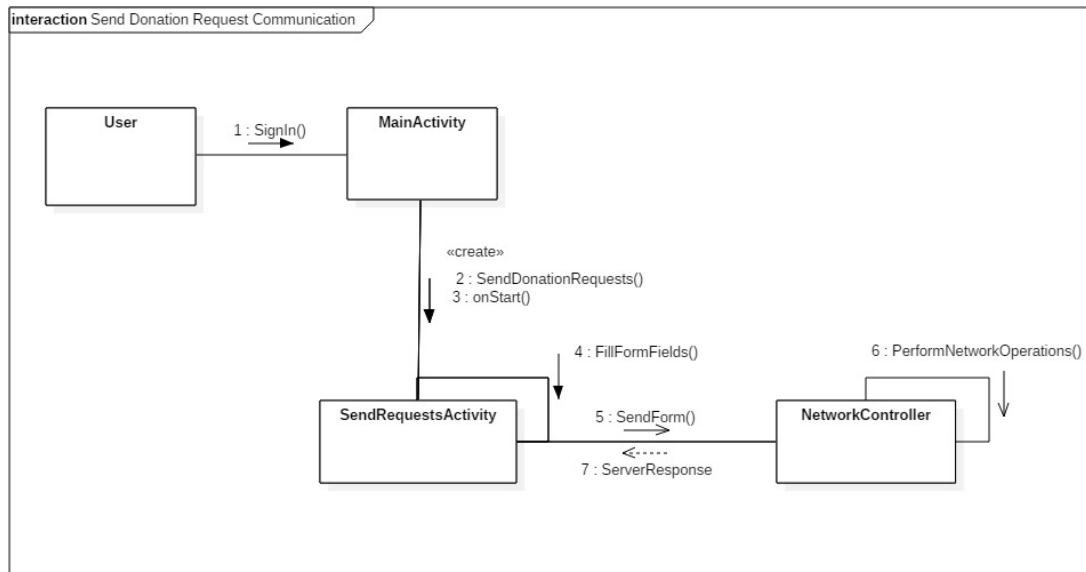 interaction Send Donation Request Communication
User
MainActivity
1 : SignIn()
«create»
2 : SendDonationRequests()
3 : onStart()
4 : FillFormFields()
6 : PerformNetworkOperations()
SendRequestsActivity
5 : SendForm()
NetworkController
7 : ServerResponse